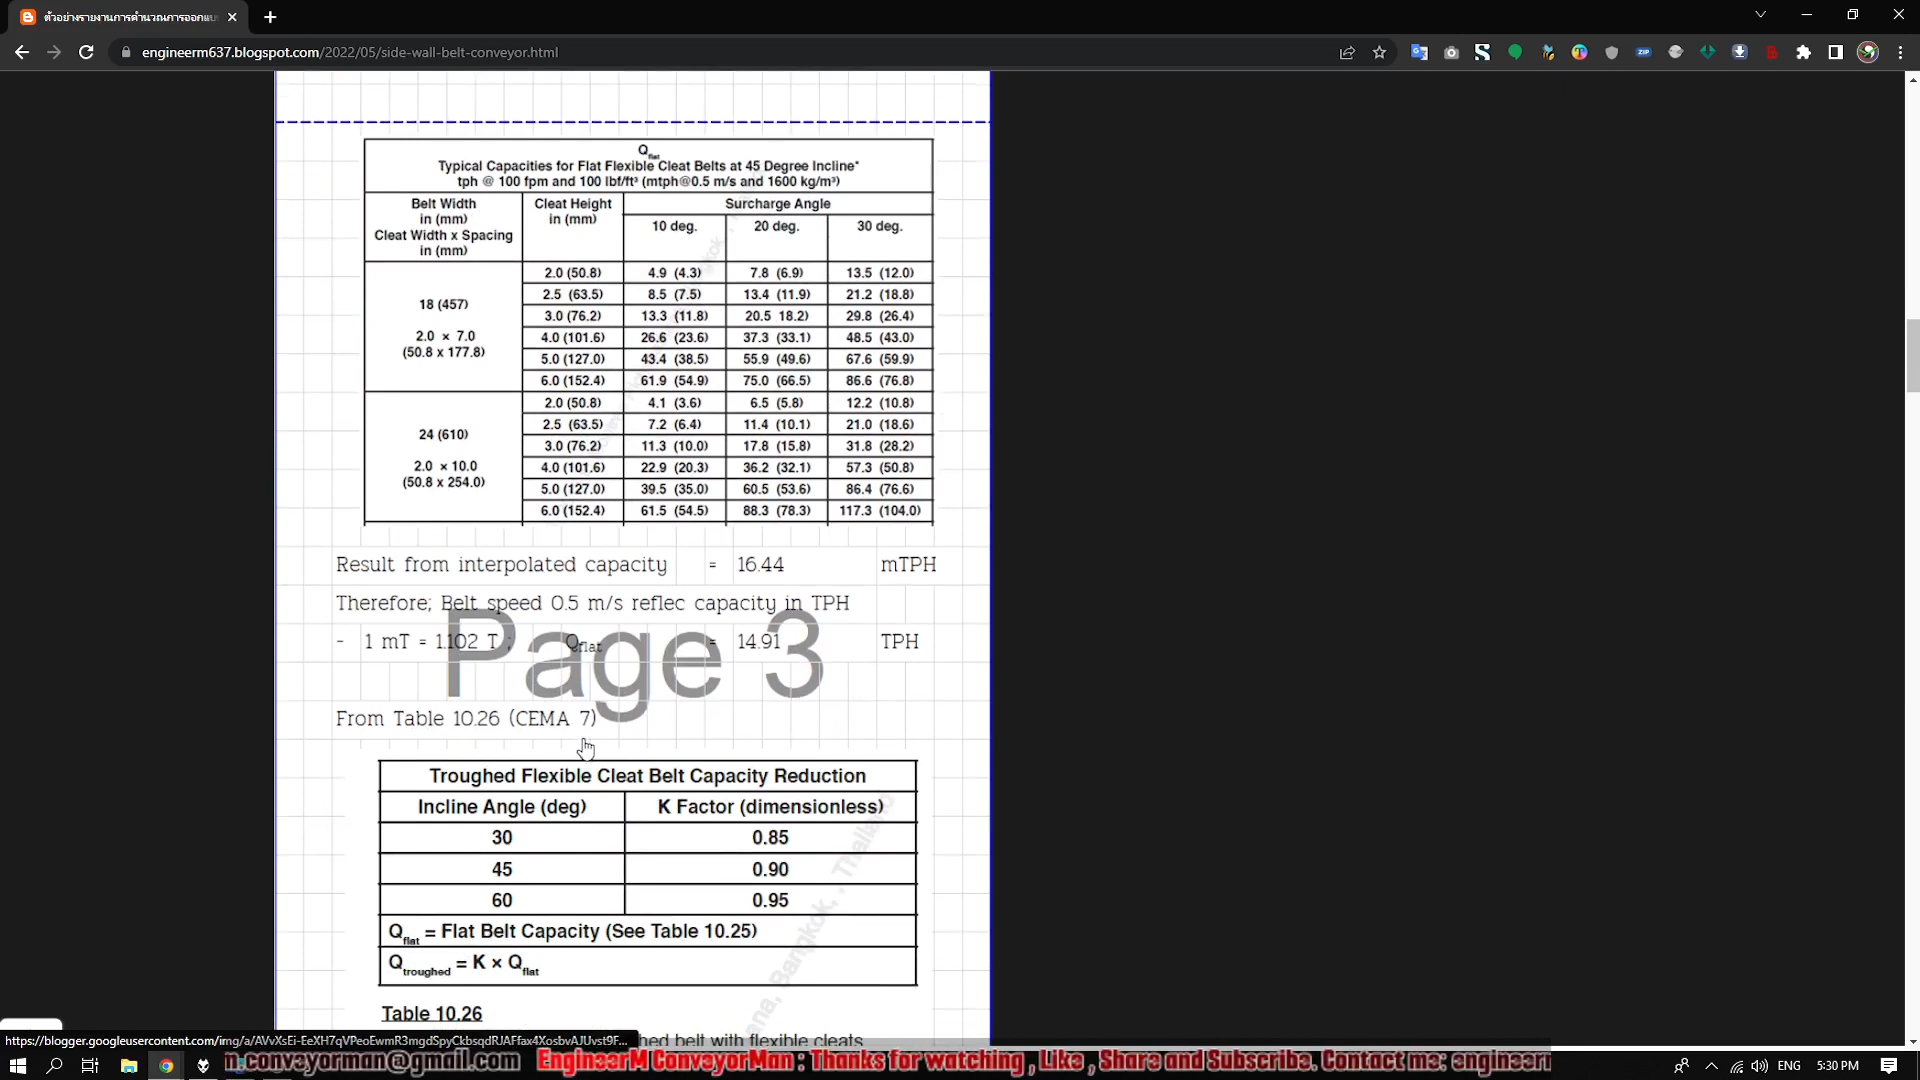 ตัวอย่างรายงานการคำนวณการออกแบ
engineerm637.blogspot.com/2022/05/side-wall-belt-conveyor.html
Qflat
Typical Capacities for Flat Flexible Cleat Belts at 45 Degree Incline*
tph @ 100 fpm and 100 lbf/ft³ (mtph@0.5 m/s and 1600 kg/m³)
Belt Width in (mm) Cleat Width x Spacing in (mm) Cleat Height in (mm) Surcharge Angle
10 deg. 20 deg. 30 deg.
18 (457) 2.0 × 7.0 (50.8 x 177.8)
2.0 (50.8) 4.9 (4.3) 7.8 (6.9) 13.5 (12.0)
2.5 (63.5) 8.5 (7.5) 13.4 (11.9) 21.2 (18.8)
3.0 (76.2) 13.3 (11.8) 20.5 18.2) 29.8 (26.4)
4.0 (101.6) 26.6 (23.6) 37.3 (33.1) 48.5 (43.0)
5.0 (127.0) 43.4 (38.5) 55.9 (49.6) 67.6 (59.9)
6.0 (152.4) 61.9 (54.9) 75.0 (66.5) 86.6 (76.8)
24 (610) 2.0 × 10.0 (50.8 x 254.0)
2.0 (50.8) 4.1 (3.6) 6.5 (5.8) 12.2 (10.8)
2.5 (63.5) 7.2 (6.4) 11.4 (10.1) 21.0 (18.6)
3.0 (76.2) 11.3 (10.0) 17.8 (15.8) 31.8 (28.2)
4.0 (101.6) 22.9 (20.3) 36.2 (32.1) 57.3 (50.8)
5.0 (127.0) 39.5 (35.0) 60.5 (53.6) 86.4 (76.6)
6.0 (152.4) 61.5 (54.5) 88.3 (78.3) 117.3 (104.0)
Result from interpolated capacity = 16.44 mTPH
Therefore; Belt speed 0.5 m/s reflec capacity in TPH
- 1 mT = 1.102 T ; Qflat = 14.91 TPH
Page 3
From Table 10.26 (CEMA 7)
Troughed Flexible Cleat Belt Capacity Reduction
Incline Angle (deg) K Factor (dimensionless)
30 0.85
45 0.90
60 0.95
Qflat = Flat Belt Capacity (See Table 10.25)
Qtroughed = K × Qflat
Table 10.26
hed belt with flexible cleats
Bangkok, , Thailand
https://blogger.googleusercontent.com/img/a/AVvXsEi-EeXH7qVPeoEwmR3mgdSpyCkbsqdRJAFfax4XosbvAJUvst9F...
n.conveyorman@gmail.com EngineerM ConveyorMan : Thanks for watching , Like , Share and Subscribe. Contact me: engineer
ZIP
ENG 5:30 PM